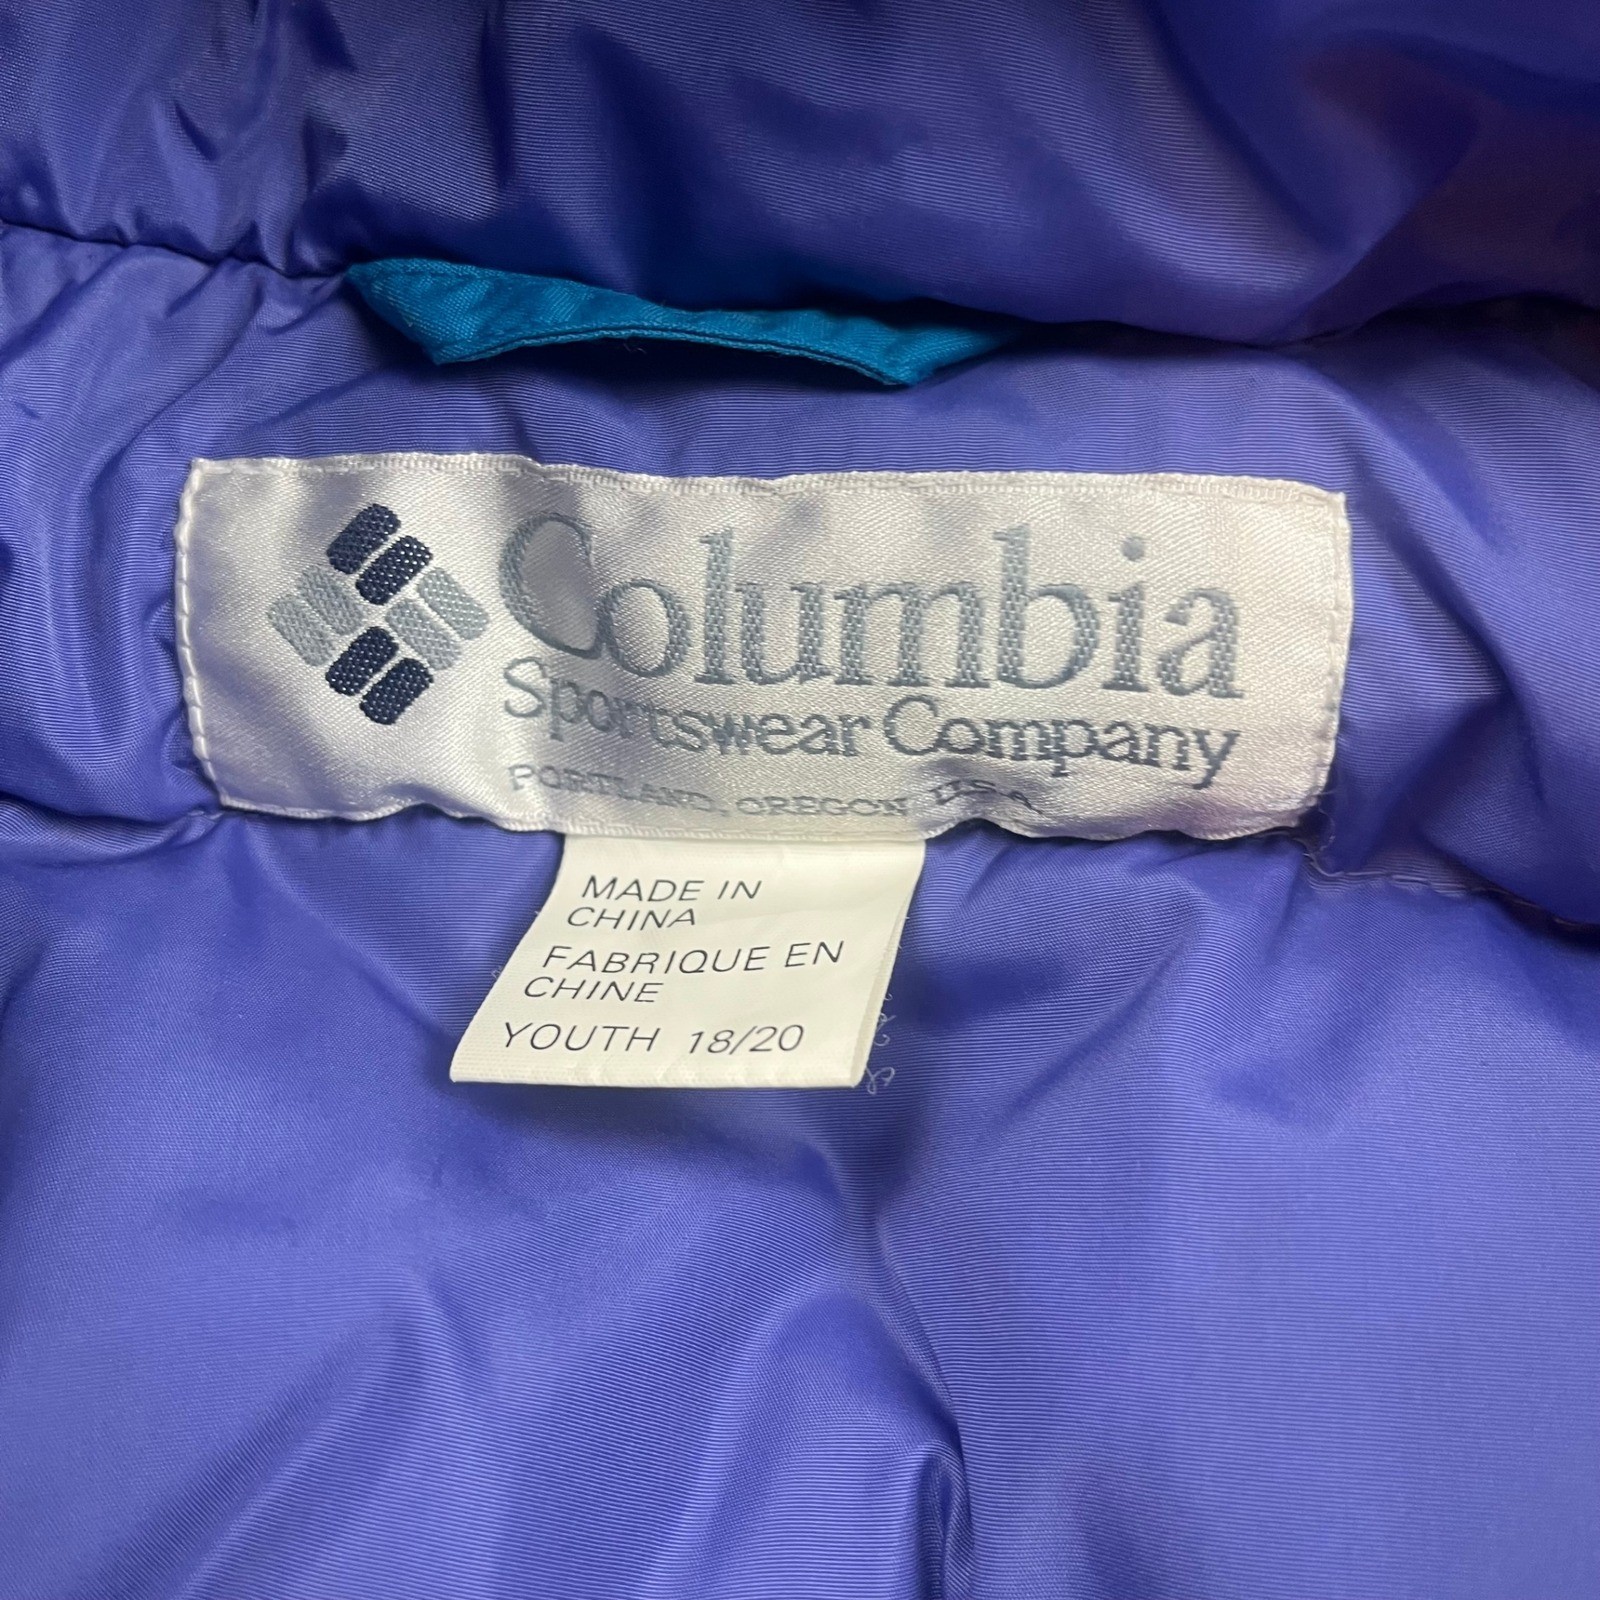 Columbia
Sportswear Company
PORTLAND, OREGON U.S.A.
MADE IN
CHINA
FABRIQUE EN
CHINE
YOUTH 18/20